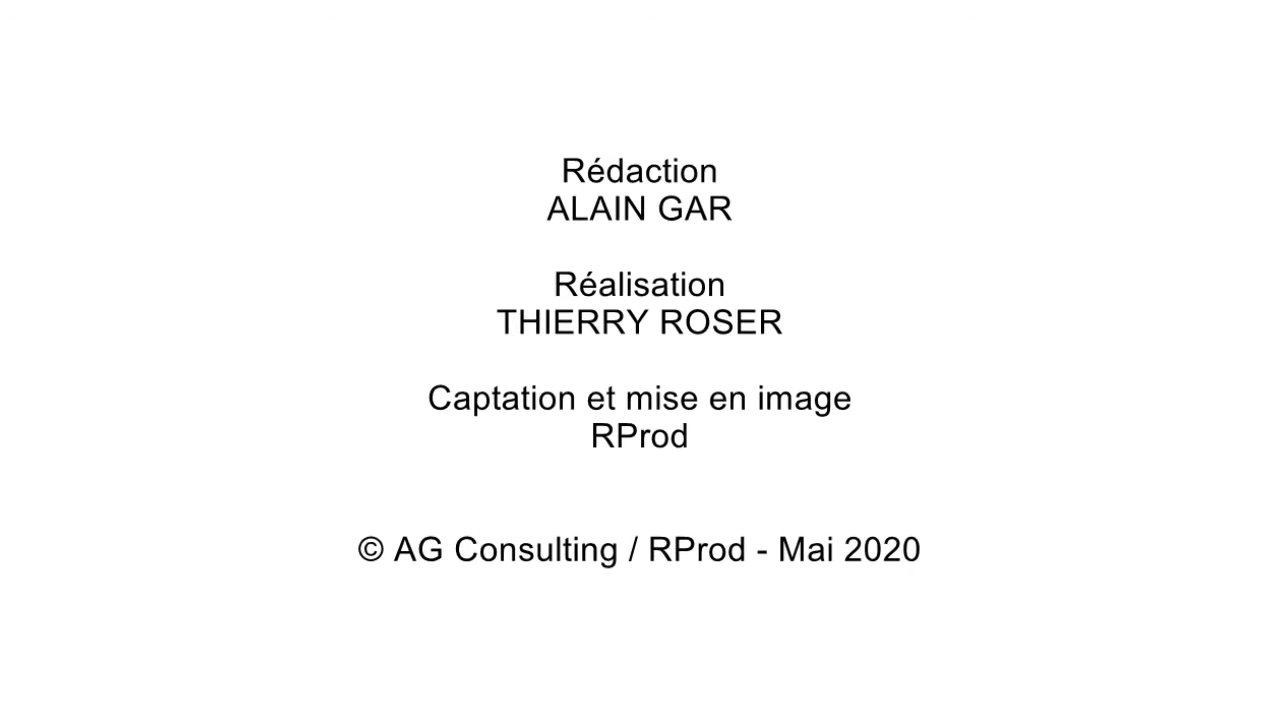 Rédaction
ALAIN GAR
Réalisation
THIERRY ROSER
Captation et mise en image
RProd
© AG Consulting / RProd - Mai 2020